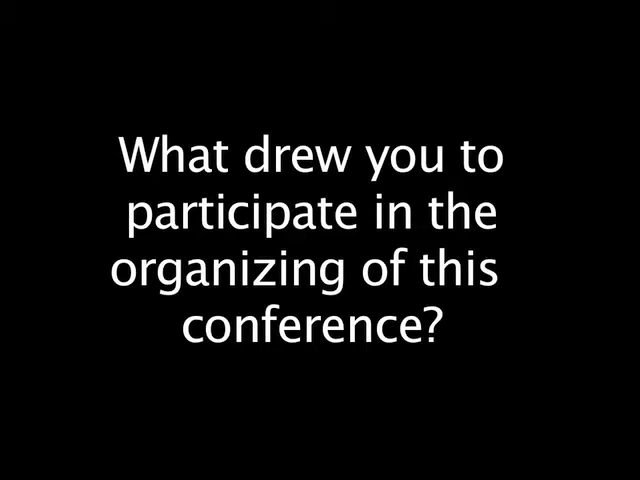 What drew you to
participate in the
organizing of this
conference?